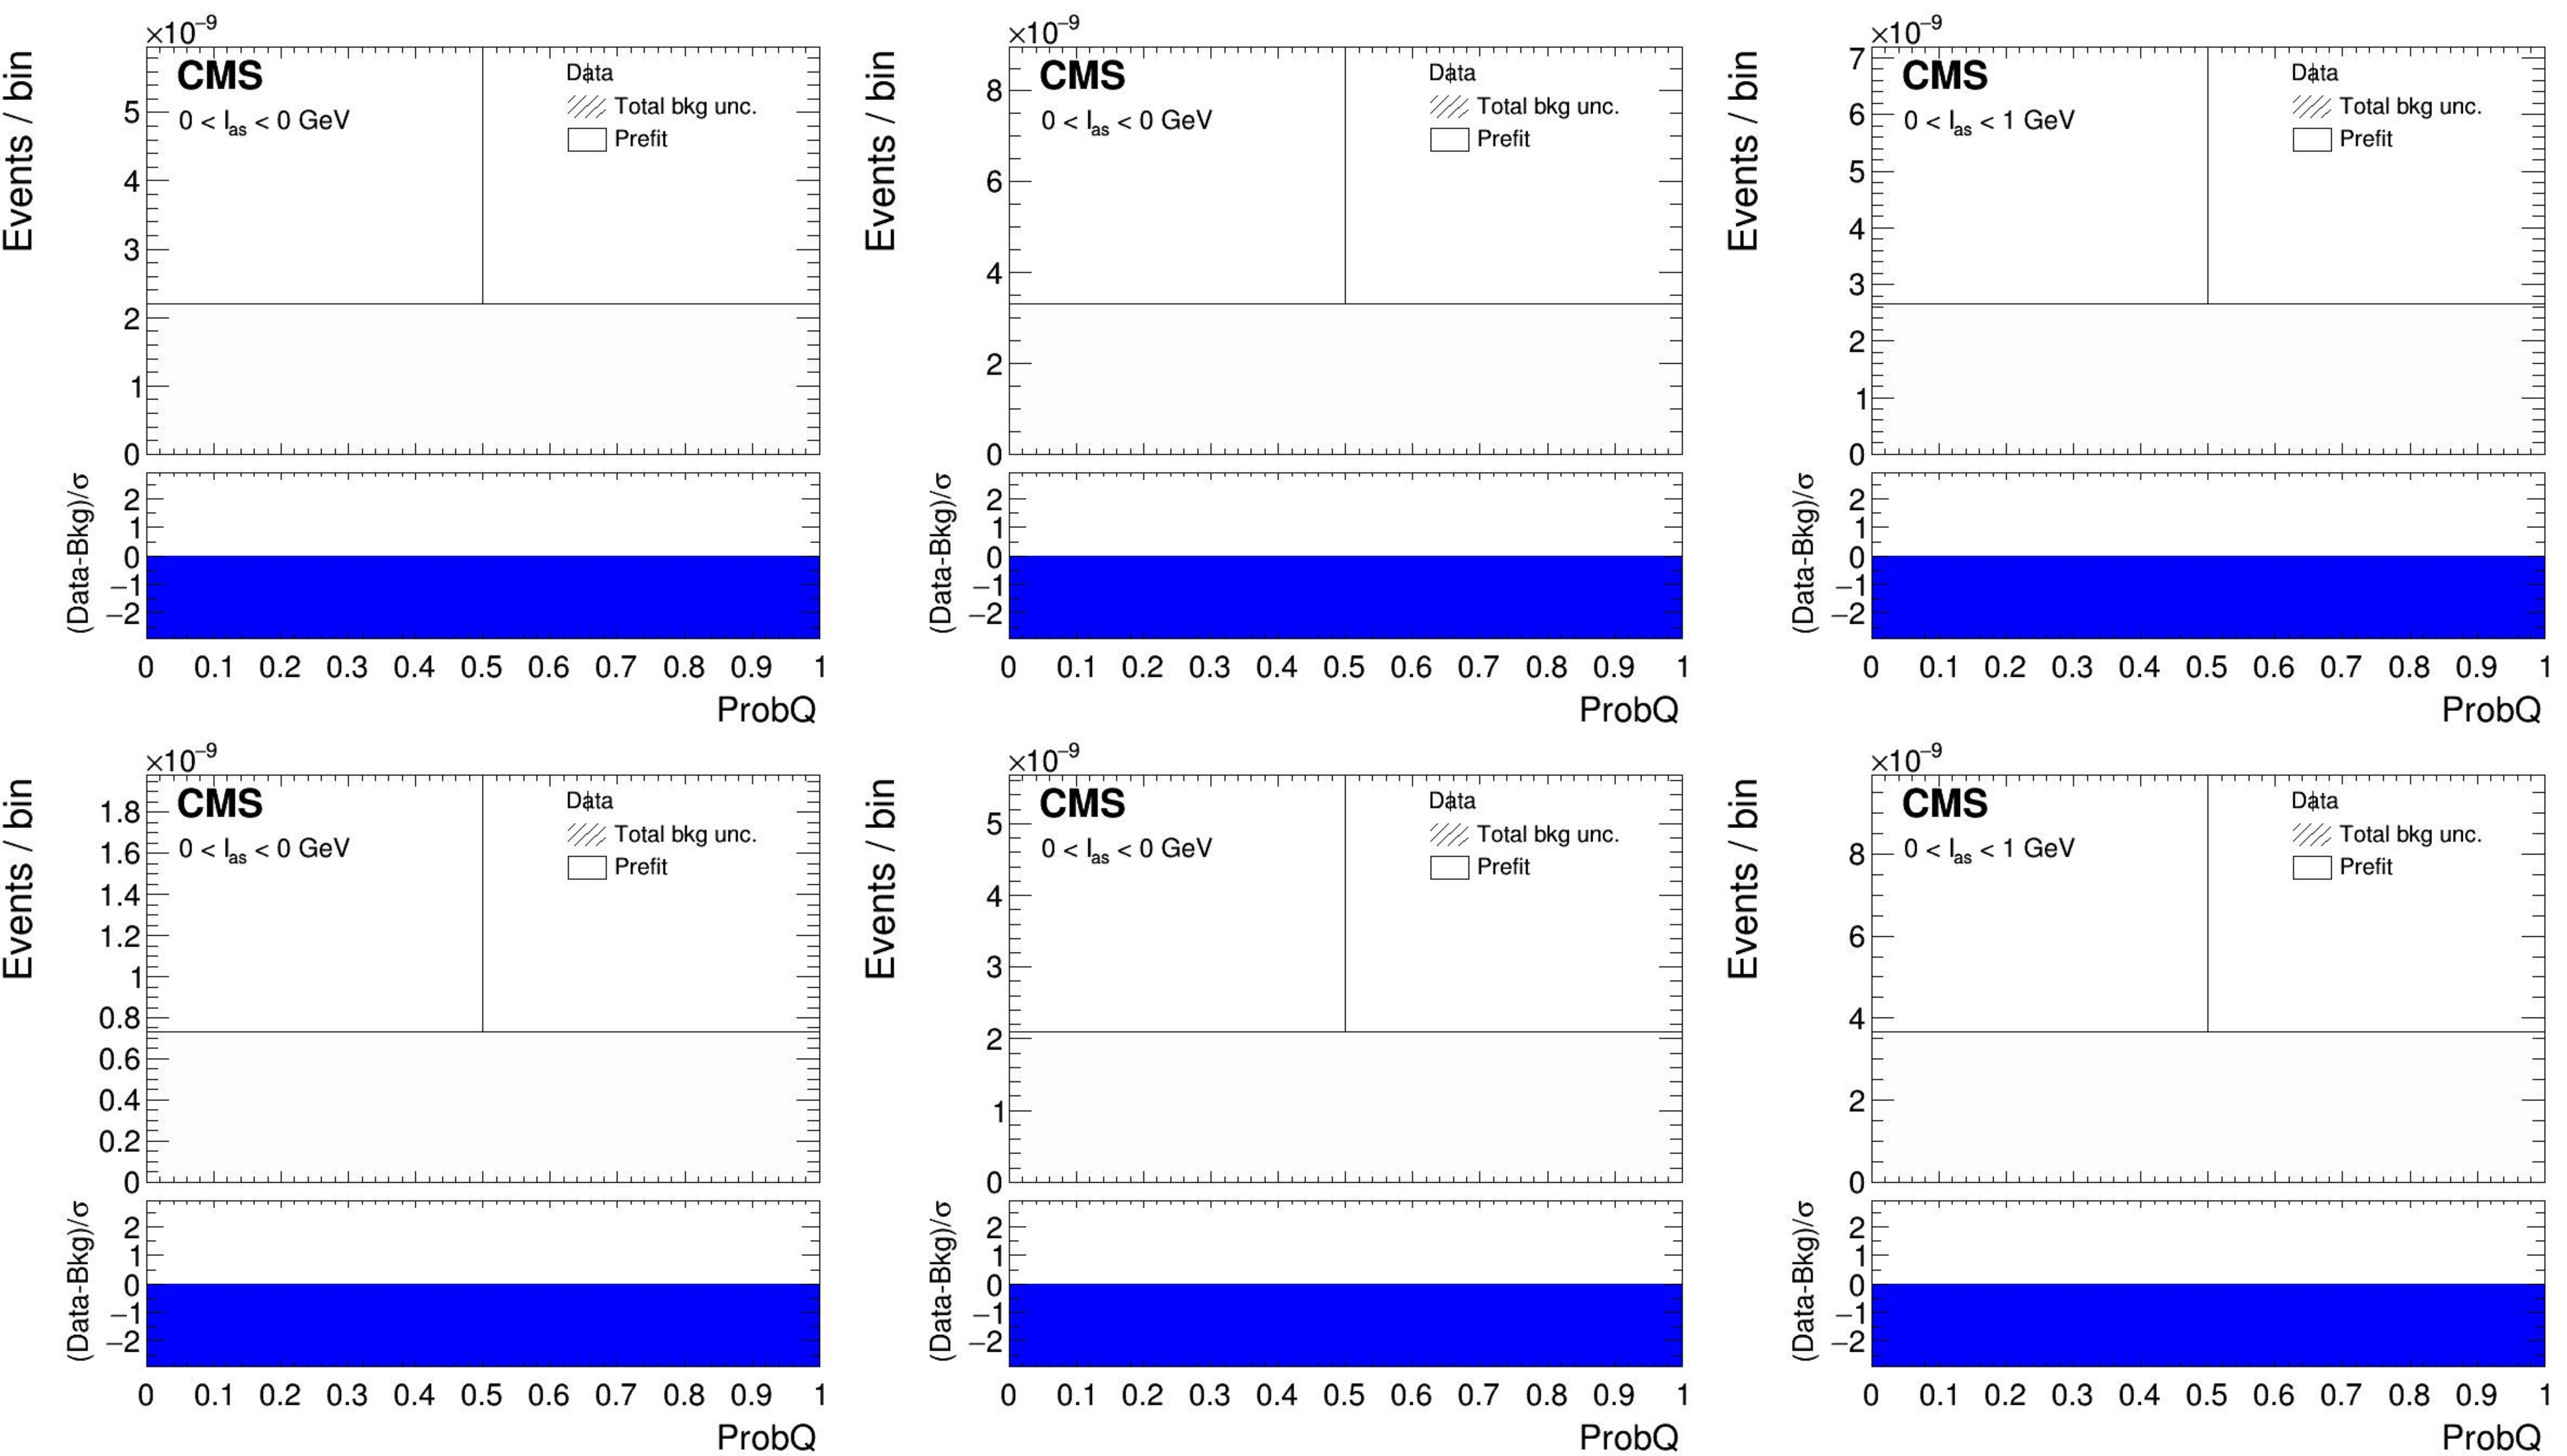 ×10⁻⁹
Events / bin
CMS
0 < Ias < 0 GeV
Data
Total bkg unc.
Prefit
5
4
3
2
1
0
(Data-Bkg)/σ
2
1
0
−1
−2
0 0.1 0.2 0.3 0.4 0.5 0.6 0.7 0.8 0.9 1
ProbQ
×10⁻⁹
Events / bin
CMS
0 < Ias < 0 GeV
Data
Total bkg unc.
Prefit
8
6
4
2
0
(Data-Bkg)/σ
2
1
0
−1
−2
0 0.1 0.2 0.3 0.4 0.5 0.6 0.7 0.8 0.9 1
ProbQ
×10⁻⁹
Events / bin
CMS
0 < Ias < 1 GeV
Data
Total bkg unc.
Prefit
7
6
5
4
3
2
1
0
(Data-Bkg)/σ
2
1
0
−1
−2
0 0.1 0.2 0.3 0.4 0.5 0.6 0.7 0.8 0.9 1
ProbQ
×10⁻⁹
Events / bin
CMS
0 < Ias < 0 GeV
Data
Total bkg unc.
Prefit
1.8
1.6
1.4
1.2
1
0.8
0.6
0.4
0.2
0
(Data-Bkg)/σ
2
1
0
−1
−2
0 0.1 0.2 0.3 0.4 0.5 0.6 0.7 0.8 0.9 1
ProbQ
×10⁻⁹
Events / bin
CMS
0 < Ias < 0 GeV
Data
Total bkg unc.
Prefit
5
4
3
2
1
0
(Data-Bkg)/σ
2
1
0
−1
−2
0 0.1 0.2 0.3 0.4 0.5 0.6 0.7 0.8 0.9 1
ProbQ
×10⁻⁹
Events / bin
CMS
0 < Ias < 1 GeV
Data
Total bkg unc.
Prefit
8
6
4
2
0
(Data-Bkg)/σ
2
1
0
−1
−2
0 0.1 0.2 0.3 0.4 0.5 0.6 0.7 0.8 0.9 1
ProbQ